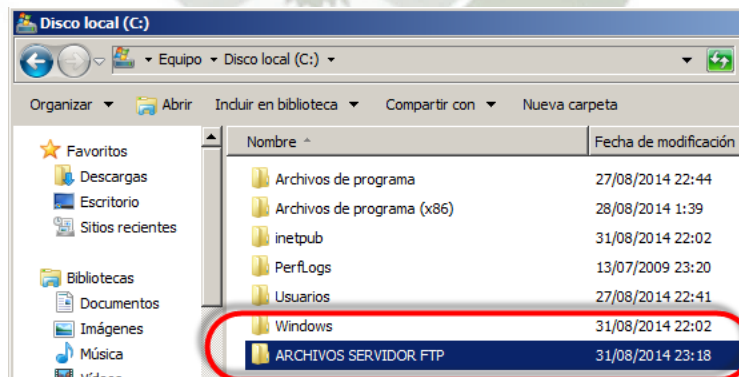 Disco local (C:)
Equipo Disco local (C:)
Organizar Abrir Incluir en biblioteca Compartir con Nueva carpeta
Favoritos
Descargas
Escritorio
Sitios recientes
Bibliotecas
Documentos
Imágenes
Música
Nombre Fecha de modificación
Archivos de programa 27/08/2014 22:44
Archivos de programa (x86) 28/08/2014 1:39
inetpub 31/08/2014 22:02
PerfLogs 13/07/2009 23:20
Usuarios 27/08/2014 22:41
Windows 31/08/2014 22:02
ARCHIVOS SERVIDOR FTP 31/08/2014 23:18